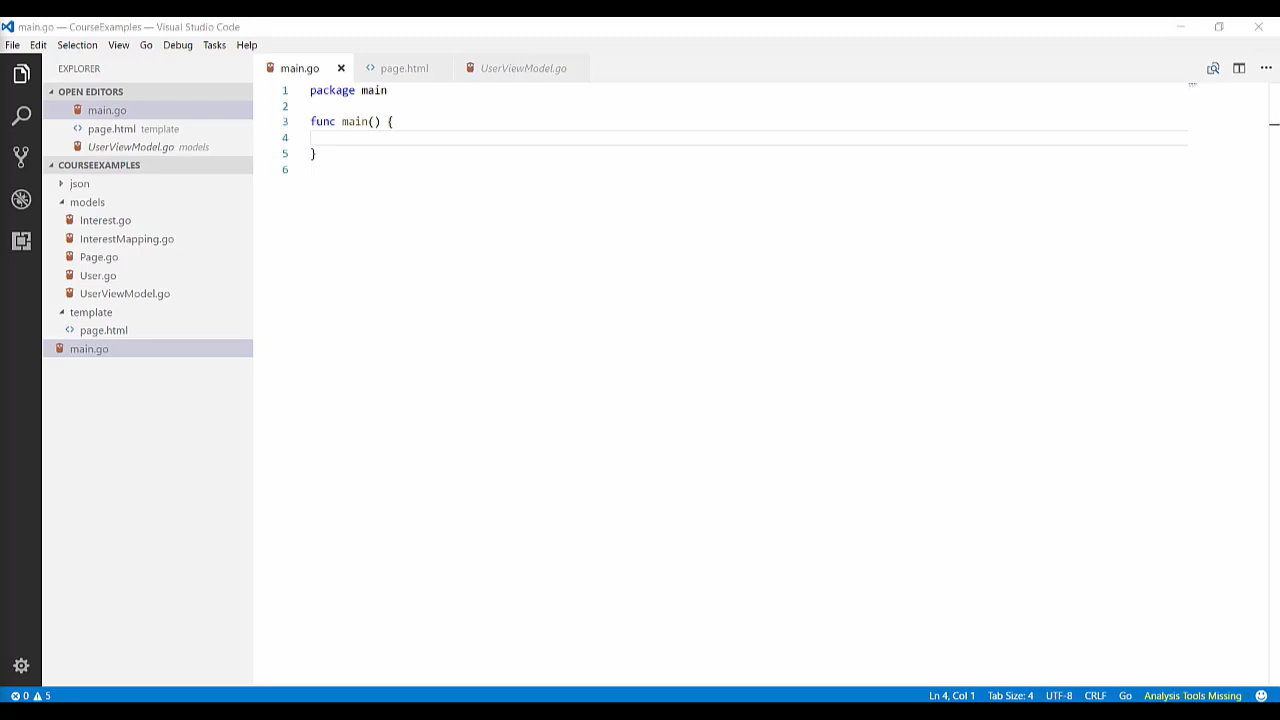 main.go — CourseExamples — Visual Studio Code
File Edit Selection View Go Debug Tasks Help
EXPLORER
OPEN EDITORS
main.go
page.html template
UserViewModel.go models
COURSEEXAMPLES
json
models
Interest.go
InterestMapping.go
Page.go
User.go
UserViewModel.go
template
page.html
main.go
main.go page.html UserViewModel.go
1 package main
2
3 func main() {
4
5 }
6
0 5 Ln 4, Col 1 Tab Size: 4 UTF-8 CRLF Go Analysis Tools Missing